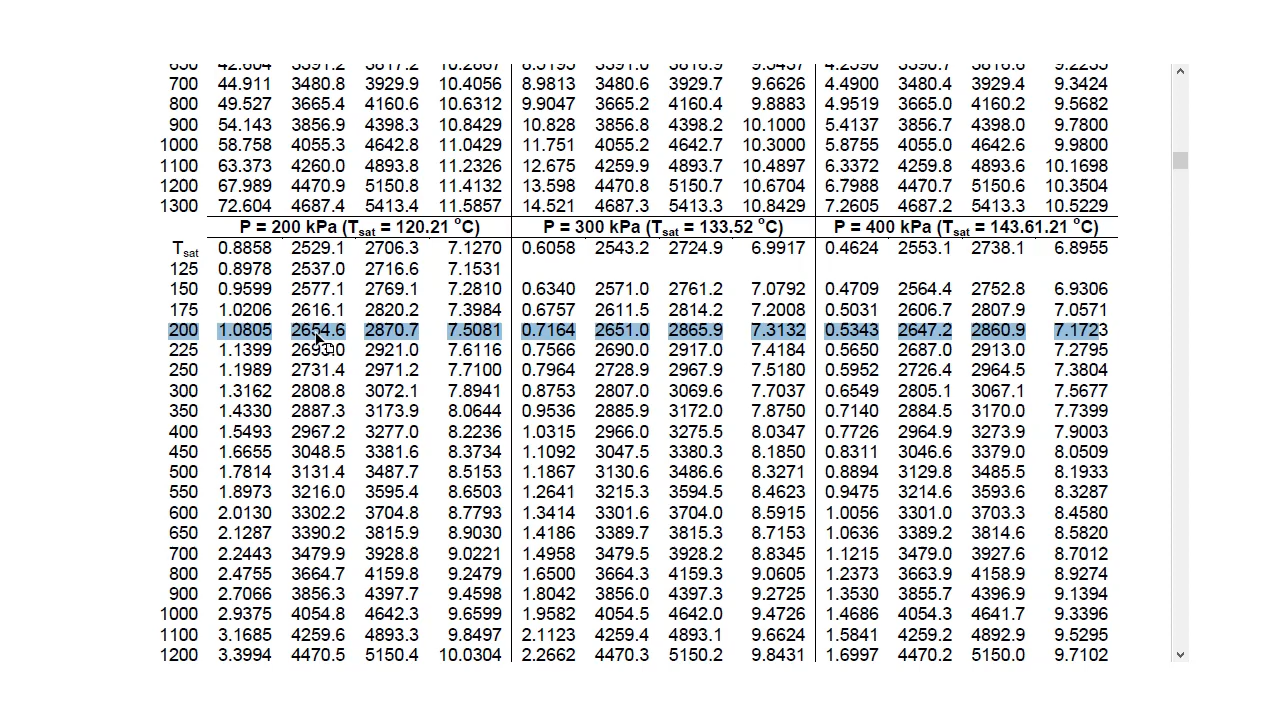 700 44.911 3480.8 3929.9 10.4056 8.9813 3480.6 3929.7 9.6626 4.4900 3480.4 3929.4 9.3424
800 49.527 3665.4 4160.6 10.6312 9.9047 3665.2 4160.4 9.8883 4.9519 3665.0 4160.2 9.5682
900 54.143 3856.9 4398.3 10.8429 10.828 3856.8 4398.2 10.1000 5.4137 3856.7 4398.0 9.7800
1000 58.758 4055.3 4642.8 11.0429 11.751 4055.2 4642.7 10.3000 5.8755 4055.0 4642.6 9.9800
1100 63.373 4260.0 4893.8 11.2326 12.675 4259.9 4893.7 10.4897 6.3372 4259.8 4893.6 10.1698
1200 67.989 4470.9 5150.8 11.4132 13.598 4470.8 5150.7 10.6704 6.7988 4470.7 5150.6 10.3504
1300 72.604 4687.4 5413.4 11.5857 14.521 4687.3 5413.3 10.8429 7.2605 4687.2 5413.3 10.5229
P = 200 kPa (Tsat = 120.21 °C) P = 300 kPa (Tsat = 133.52 °C) P = 400 kPa (Tsat = 143.61.21 °C)
Tsat 0.8858 2529.1 2706.3 7.1270 0.6058 2543.2 2724.9 6.9917 0.4624 2553.1 2738.1 6.8955
125 0.8978 2537.0 2716.6 7.1531
150 0.9599 2577.1 2769.1 7.2810 0.6340 2571.0 2761.2 7.0792 0.4709 2564.4 2752.8 6.9306
175 1.0206 2616.1 2820.2 7.3984 0.6757 2611.5 2814.2 7.2008 0.5031 2606.7 2807.9 7.0571
200 1.0805 2654.6 2870.7 7.5081 0.7164 2651.0 2865.9 7.3132 0.5343 2647.2 2860.9 7.1723
225 1.1399 2921.0 7.6116 0.7566 2690.0 2917.0 7.4184 0.5650 2687.0 2913.0 7.2795
250 1.1989 2731.4 2971.2 7.7100 0.7964 2728.9 2967.9 7.5180 0.5952 2726.4 2964.5 7.3804
300 1.3162 2808.8 3072.1 7.8941 0.8753 2807.0 3069.6 7.7037 0.6549 2805.1 3067.1 7.5677
350 1.4330 2887.3 3173.9 8.0644 0.9536 2885.9 3172.0 7.8750 0.7140 2884.5 3170.0 7.7399
400 1.5493 2967.2 3277.0 8.2236 1.0315 2966.0 3275.5 8.0347 0.7726 2964.9 3273.9 7.9003
450 1.6655 3048.5 3381.6 8.3734 1.1092 3047.5 3380.3 8.1850 0.8311 3046.6 3379.0 8.0509
500 1.7814 3131.4 3487.7 8.5153 1.1867 3130.6 3486.6 8.3271 0.8894 3129.8 3485.5 8.1933
550 1.8973 3216.0 3595.4 8.6503 1.2641 3215.3 3594.5 8.4623 0.9475 3214.6 3593.6 8.3287
600 2.0130 3302.2 3704.8 8.7793 1.3414 3301.6 3704.0 8.5915 1.0056 3301.0 3703.3 8.4580
650 2.1287 3390.2 3815.9 8.9030 1.4186 3389.7 3815.3 8.7153 1.0636 3389.2 3814.6 8.5820
700 2.2443 3479.9 3928.8 9.0221 1.4958 3479.5 3928.2 8.8345 1.1215 3479.0 3927.6 8.7012
800 2.4755 3664.7 4159.8 9.2479 1.6500 3664.3 4159.3 9.0605 1.2373 3663.9 4158.9 8.9274
900 2.7066 3856.3 4397.7 9.4598 1.8042 3856.0 4397.3 9.2725 1.3530 3855.7 4396.9 9.1394
1000 2.9375 4054.8 4642.3 9.6599 1.9582 4054.5 4642.0 9.4726 1.4686 4054.3 4641.7 9.3396
1100 3.1685 4259.6 4893.3 9.8497 2.1123 4259.4 4893.1 9.6624 1.5841 4259.2 4892.9 9.5295
1200 3.3994 4470.5 5150.4 10.0304 2.2662 4470.3 5150.2 9.8431 1.6997 4470.2 5150.0 9.7102